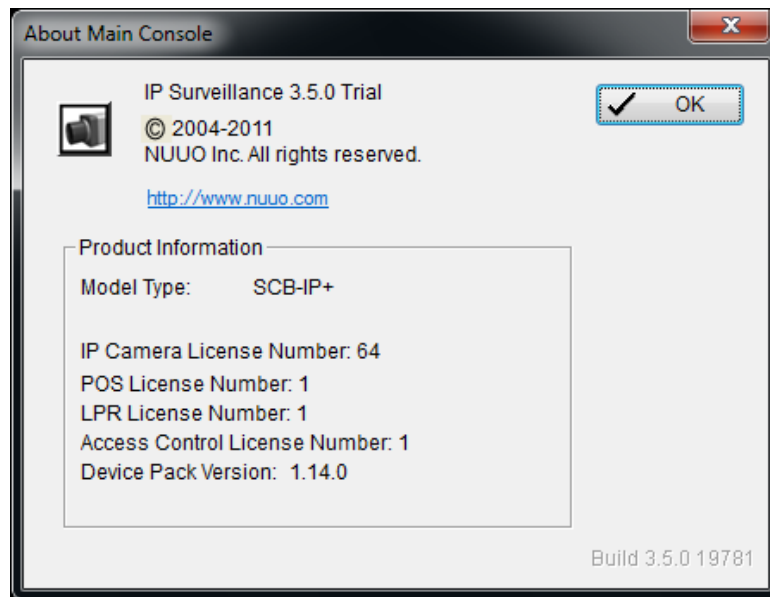 About Main Console
IP Surveillance 3.5.0 Trial
OK
© 2004-2011
NUUO Inc. All rights reserved.
http://www.nuuo.com
Product Information
Model Type: SCB-IP+
IP Camera License Number: 64
POS License Number: 1
LPR License Number: 1
Access Control License Number: 1
Device Pack Version: 1.14.0
Build 3.5.0 19781